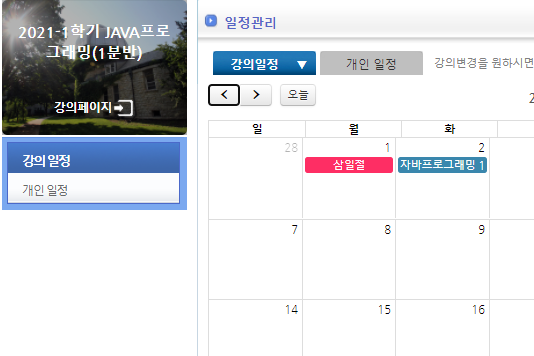 2021-1학기 JAVA프로
그래밍(1분반)
강의페이지
강의 일정
개인 일정
일정관리
강의일정 ▼
개인 일정
강의변경을 원하시면
< >
오늘
2
일 월 화
28 1 2
삼일절 자바프로그래밍 1
7 8 9
14 15 16